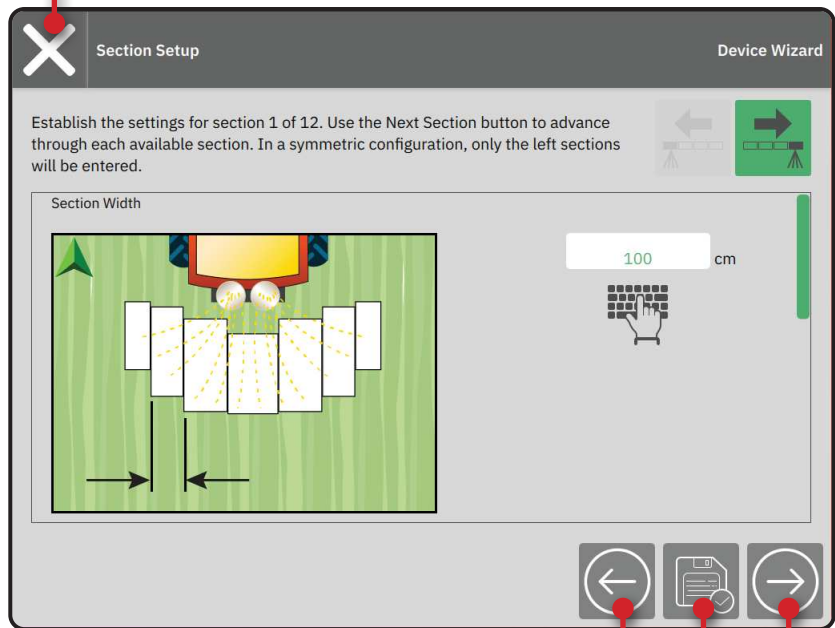 Section Setup
Device Wizard
Establish the settings for section 1 of 12. Use the Next Section button to advance
through each available section. In a symmetric configuration, only the left sections
will be entered.
Section Width
100
cm